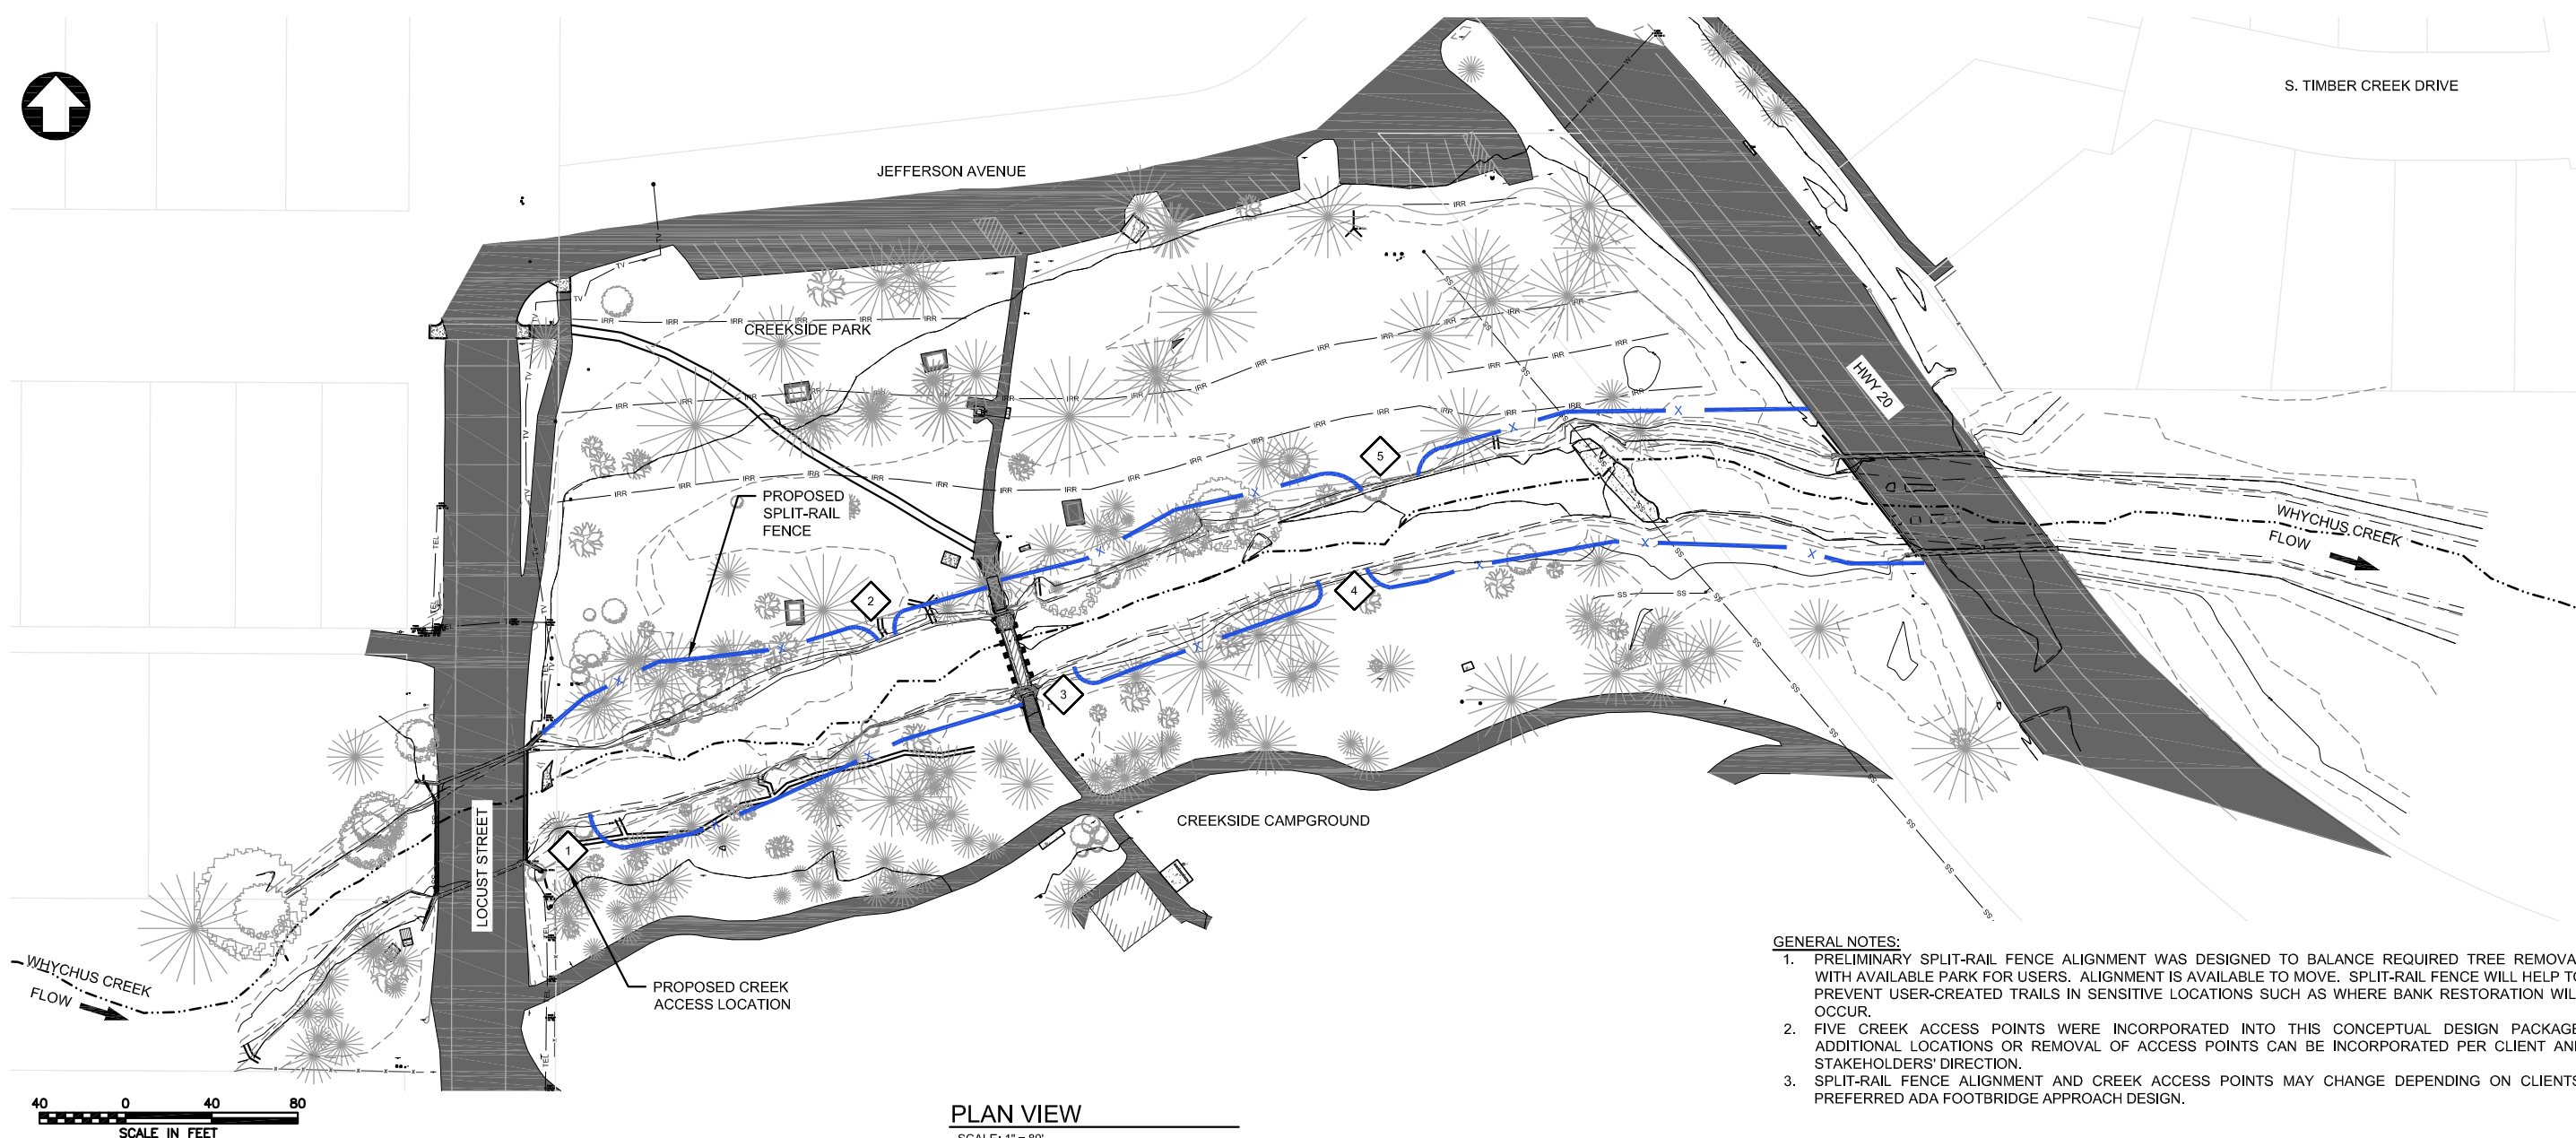 S. TIMBER CREEK DRIVE
JEFFERSON AVENUE
CREEKSIDE PARK
HWY 20
PROPOSED
SPLIT-RAIL
FENCE
5
2
4
3
1
WHYCHUS CREEK
FLOW
LOCUST STREET
CREEKSIDE CAMPGROUND
PROPOSED CREEK
ACCESS LOCATION
WHYCHUS CREEK
FLOW
GENERAL NOTES:
1. PRELIMINARY SPLIT-RAIL FENCE ALIGNMENT WAS DESIGNED TO BALANCE REQUIRED TREE REMOVA
WITH AVAILABLE PARK FOR USERS. ALIGNMENT IS AVAILABLE TO MOVE. SPLIT-RAIL FENCE WILL HELP TO
PREVENT USER-CREATED TRAILS IN SENSITIVE LOCATIONS SUCH AS WHERE BANK RESTORATION WIL
OCCUR.
2. FIVE CREEK ACCESS POINTS WERE INCORPORATED INTO THIS CONCEPTUAL DESIGN PACKAGE
ADDITIONAL LOCATIONS OR REMOVAL OF ACCESS POINTS CAN BE INCORPORATED PER CLIENT AN
STAKEHOLDERS' DIRECTION.
3. SPLIT-RAIL FENCE ALIGNMENT AND CREEK ACCESS POINTS MAY CHANGE DEPENDING ON CLIENTS
PREFERRED ADA FOOTBRIDGE APPROACH DESIGN.
40 0 40 80
SCALE IN FEET
PLAN VIEW
SCALE: 1" = 80'